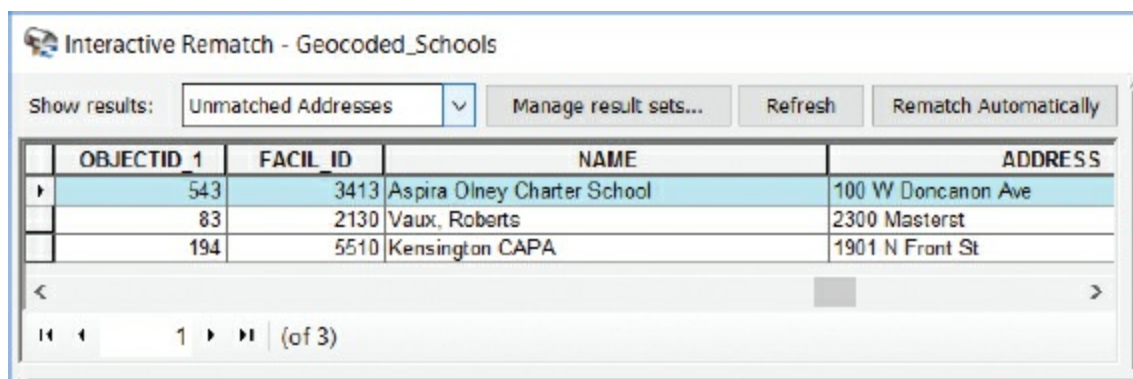 Interactive Rematch - Geocoded_Schools
Show results: Unmatched Addresses Manage result sets... Refresh Rematch Automatically
OBJECTID_1 FACIL_ID NAME ADDRESS
543 3413 Aspira Olney Charter School 100 W Doncanon Ave
83 2130 Vaux, Roberts 2300 Masterst
194 5510 Kensington CAPA 1901 N Front St
1 (of 3)